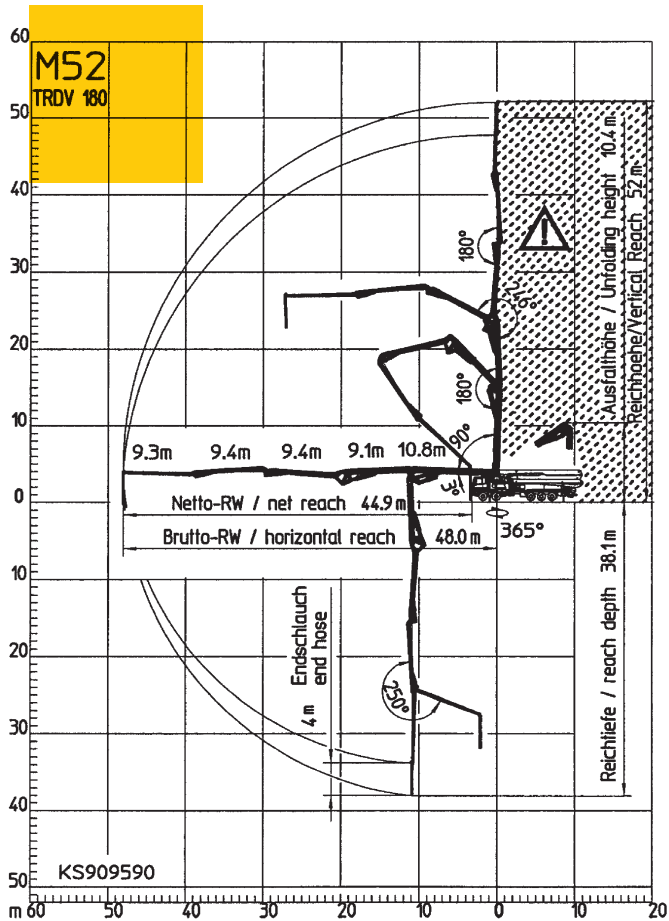 60
M52
TRDV 180
50
40
30
20
10
0
10
20
30
40
50
180°
246°
180°
90°
3°
Ausfalthöhe / Unfolding height 10.4 m
Reichhoehe/Vertical Reach 52 m
9.3m 9.4m 9.4m 9.1m 10.8m
Netto-RW / net reach 44.9 m
Brutto-RW / horizontal reach 48.0 m
365°
Endschlauch
end hose
4 m
250°
Reichtiefe / reach depth 38.1m
KS909590
m 60 50 40 30 20 10 0 10 20